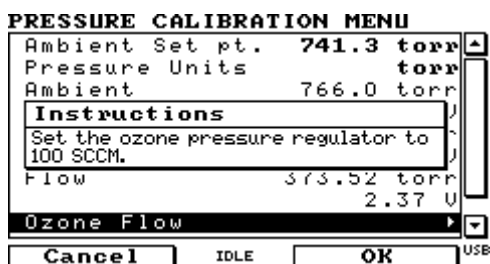 PRESSURE CALIBRATION MENU
Ambient Set pt. 741.3 torr
Pressure Units torr
Ambient 766.0 torr
Instructions
Set the ozone pressure regulator to
100 SCCM.
Flow 373.52 torr
2.37 V
Ozone Flow
Cancel IDLE OK USB